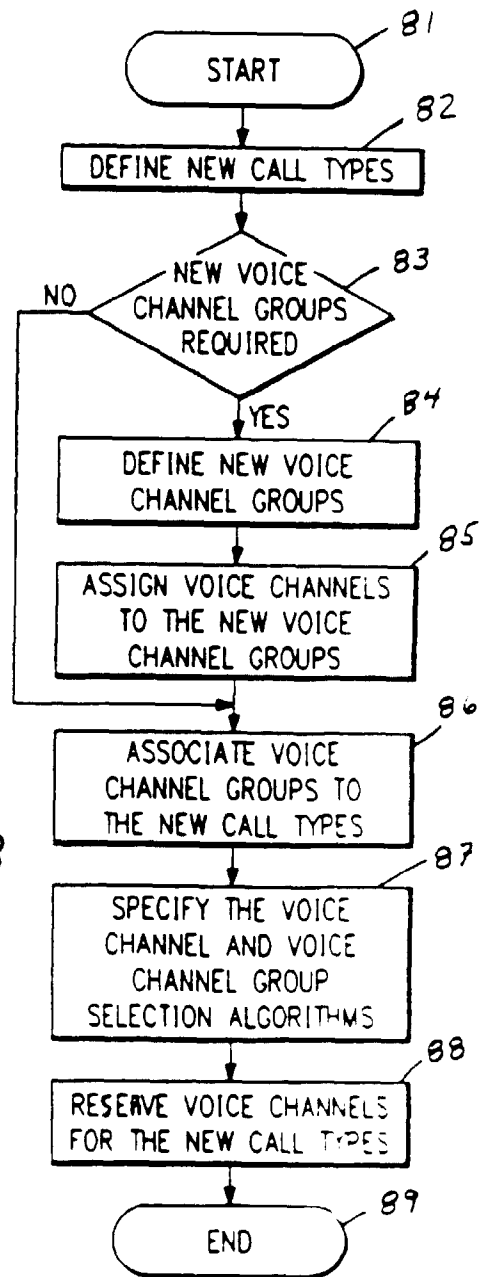 81
START
82
DEFINE NEW CALL TYPES
83
NEW VOICE
CHANNEL GROUPS
REQUIRED
NO
YES
84
DEFINE NEW VOICE
CHANNEL GROUPS
85
ASSIGN VOICE CHANNELS
TO THE NEW VOICE
CHANNEL GROUPS
86
ASSOCIATE VOICE
CHANNEL GROUPS TO
THE NEW CALL TYPES
87
SPECIFY THE VOICE
CHANNEL AND VOICE
CHANNEL GROUP
SELECTION ALGORITHMS
88
RESERVE VOICE CHANNELS
FOR THE NEW CALL TYPES
89
END